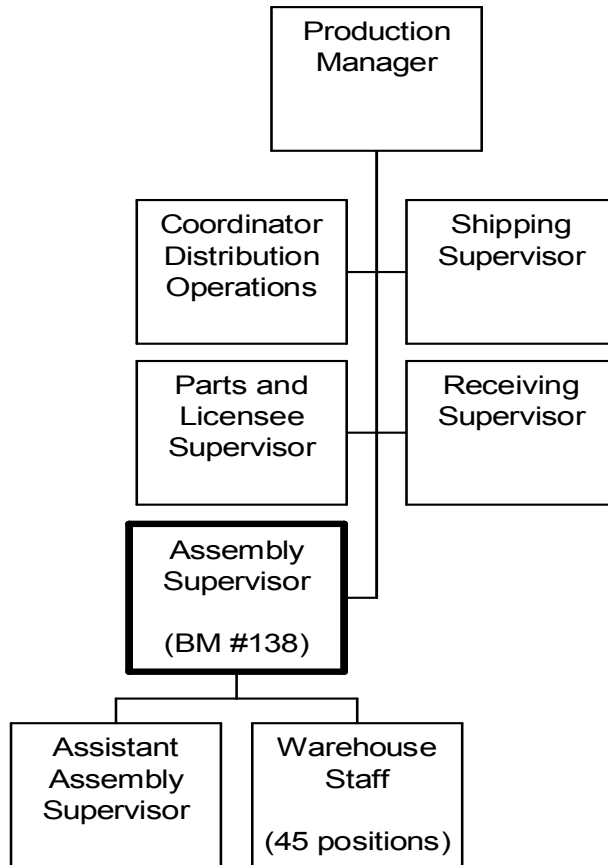 Production
Manager
Coordinator
Distribution
Operations
Shipping
Supervisor
Parts and
Licensee
Supervisor
Receiving
Supervisor
Assembly
Supervisor
(BM #138)
Assistant
Assembly
Supervisor
Warehouse
Staff
(45 positions)